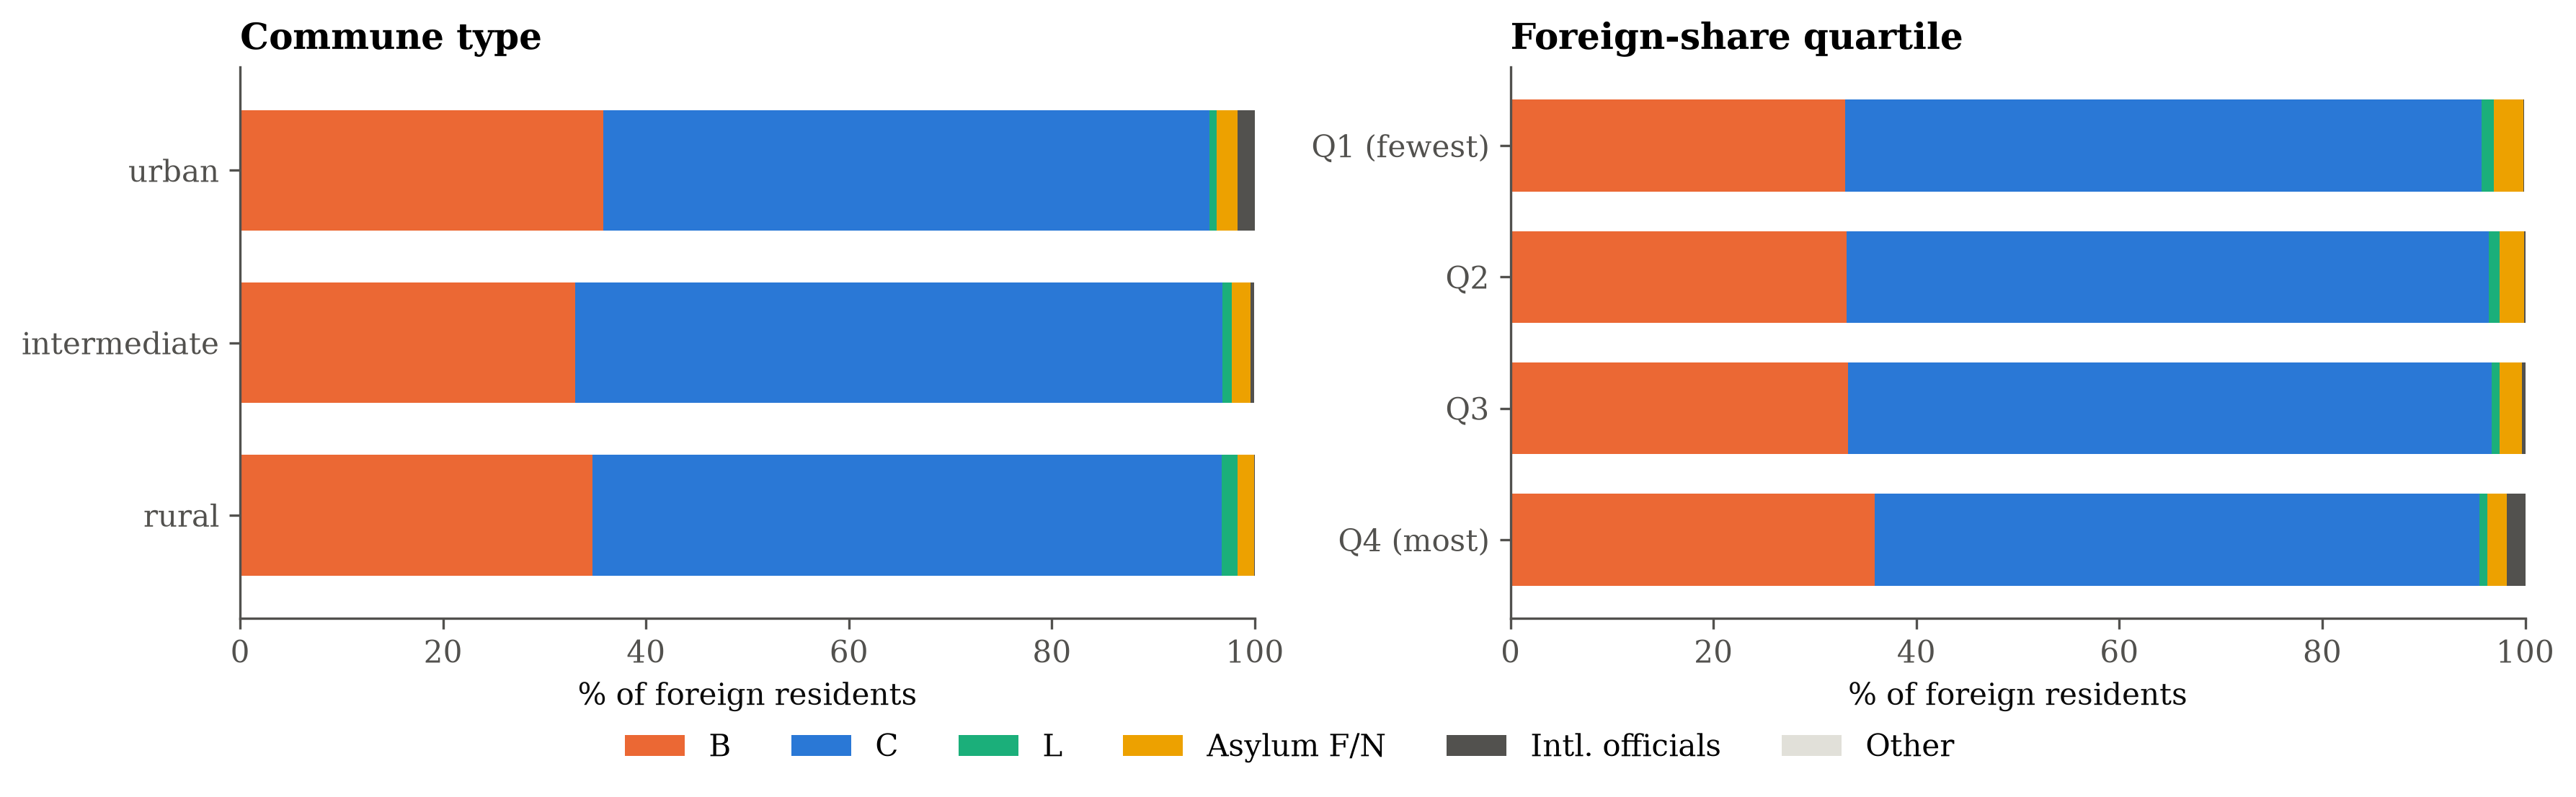 Commune type
urban
intermediate
rural
0 20 40 60 80 100
% of foreign residents
Foreign-share quartile
Q1 (fewest)
Q2
Q3
Q4 (most)
0 20 40 60 80 100
% of foreign residents
B C L Asylum F/N Intl. officials Other